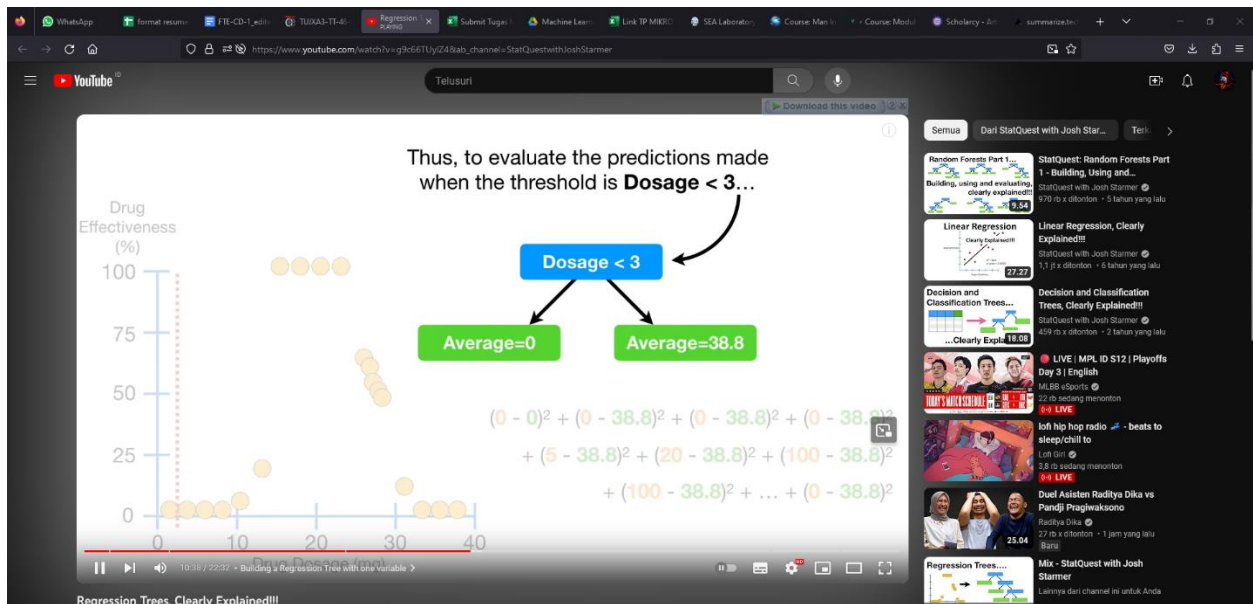 WhatsApp
format resume
FTE-CD-1_edit
Regression T
PLAYING
Submit Tugas
Machine Learn
Link TP MIKRO
SEA Laborator
Course: Man in
Course: Modul
https://www.youtube.com/watch?v=g9c66TUylZ4&ab_channel=StatQuestwithJoshStarmer
YouTube ID
Telusuri
Download this video
Thus, to evaluate the predictions made
when the threshold is Dosage < 3...
Drug
Effectiveness
(%)
100
75
50
25
0
0 10 20 30 40
Drug Dosage (mg)
Dosage < 3
Average=0
Average=38.8
(0 - 0)² + (0 - 38.8)² + (0 - 38.8)² + (0 - 38.8)²
+ (5 - 38.8)² + (20 - 38.8)² + (100 - 38.8)²
+ (100 - 38.8)² + ... + (0 - 38.8)²
10:38 / 22:32 • Building a Regression Tree with one variable >
HD
Regression Trees, Clearly Explained!!!
Semua
Dari StatQuest with Josh Star...
Terk
Random Forests Part 1...
Building, using and evaluating,
clearly explained!!!
9.54
StatQuest: Random Forests Part
1 - Building, Using and...
StatQuest with Josh Starmer
970 rb x ditonton • 5 tahun yang lalu
Linear Regression
Clearly Explained!!!
27.27
Linear Regression, Clearly
Explained!!!
StatQuest with Josh Starmer
1,1 jt x ditonton • 6 tahun yang lalu
Decision and
Classification Trees...
...Clearly Expla
18.08
Decision and Classification
Trees, Clearly Explained!!!
StatQuest with Josh Starmer
459 rb x ditonton • 2 tahun yang lalu
TODAY'S MATCH SCHEDULE
LIVE | MPL ID S12 | Playoffs
Day 3 | English
MLBB eSports
22 rb sedang menonton
LIVE
lofi hip hop radio - beats to
sleep/chill to
Lofi Girl
3,8 rb sedang menonton
LIVE
25.04
Duel Asisten Raditya Dika vs
Pandji Pragiwaksono
Raditya Dika
27 rb x ditonton • 1 jam yang lalu
Baru
Regression Trees....
Mix - StatQuest with Josh
Starmer
Lainnya dari channel ini untuk Anda